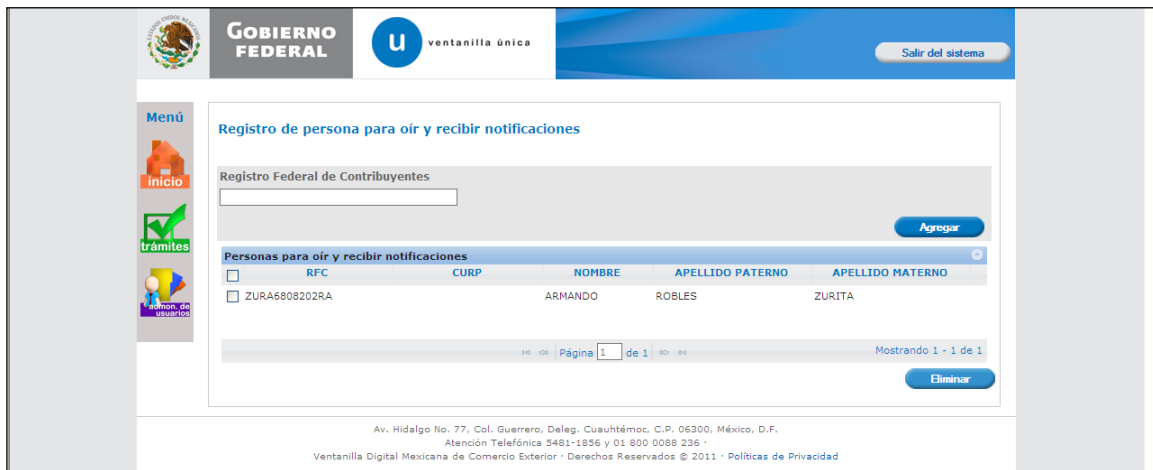 ESTADOS UNIDOS MEXICANOS
GOBIERNO
FEDERAL
u
ventanilla única
Salir del sistema
Menú
inicio
trámites
admon. de
usuarios
Registro de persona para oír y recibir notificaciones
Registro Federal de Contribuyentes
Agregar
Personas para oír y recibir notificaciones
RFC CURP NOMBRE APELLIDO PATERNO APELLIDO MATERNO
ZURA6808202RA ARMANDO ROBLES ZURITA
Página 1 de 1
Mostrando 1 - 1 de 1
Eliminar
Av. Hidalgo No. 77, Col. Guerrero, Deleg. Cuauhtémoc, C.P. 06300, México, D.F.
Atención Telefónica 5481-1856 y 01 800 0088 236 ·
Ventanilla Digital Mexicana de Comercio Exterior · Derechos Reservados © 2011 · Políticas de Privacidad